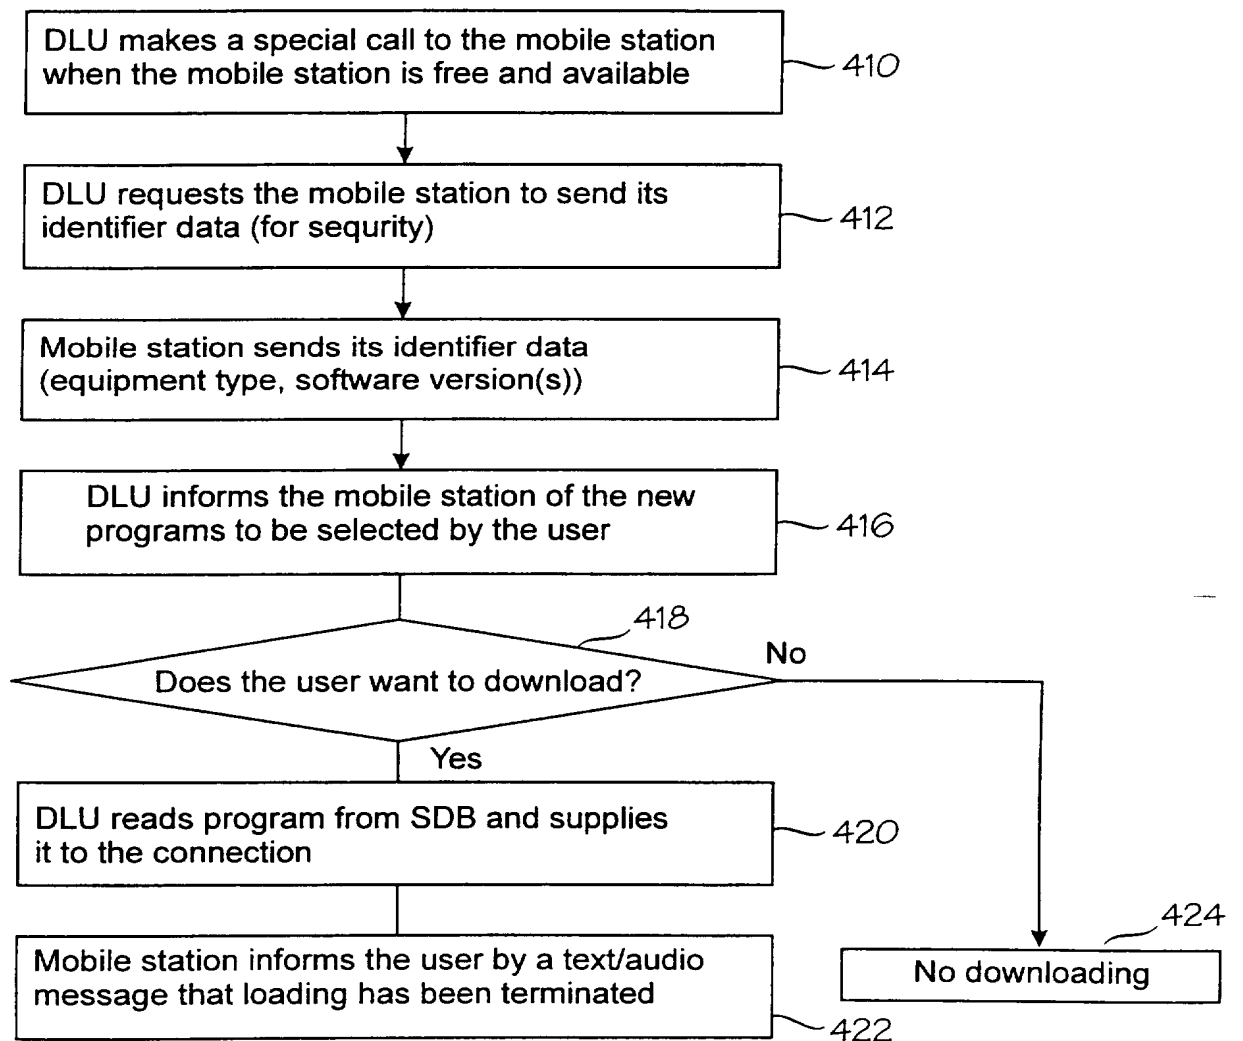 DLU makes a special call to the mobile station
when the mobile station is free and available
410
DLU requests the mobile station to send its
identifier data (for sequrity)
412
Mobile station sends its identifier data
(equipment type, software version(s))
414
DLU informs the mobile station of the new
programs to be selected by the user
416
418
Does the user want to download?
No
Yes
DLU reads program from SDB and supplies
it to the connection
420
Mobile station informs the user by a text/audio
message that loading has been terminated
422
424
No downloading